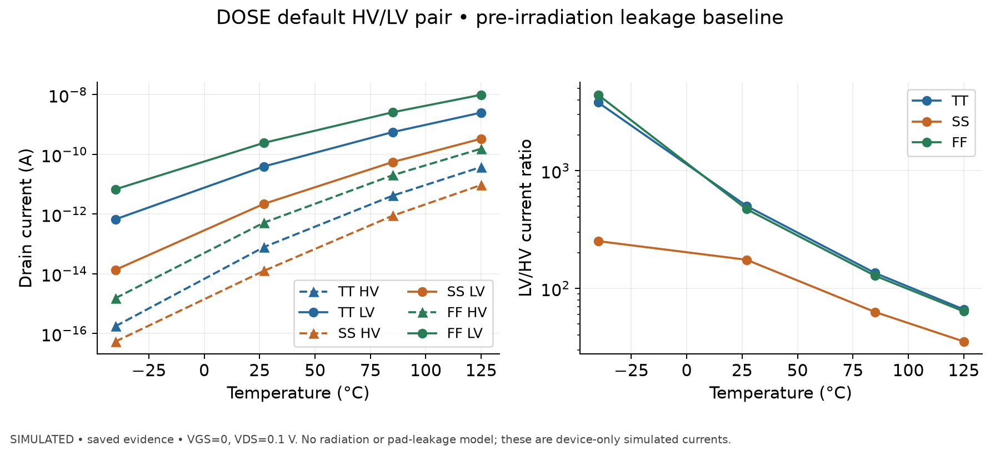 DOSE default HV/LV pair • pre-irradiation leakage baseline
Drain current (A)
10⁻⁸
10⁻¹⁰
10⁻¹²
10⁻¹⁴
10⁻¹⁶
TT HV
TT LV
SS HV
SS LV
FF HV
FF LV
−25 0 25 50 75 100 125
Temperature (°C)
LV/HV current ratio
10³
10²
TT
SS
FF
−25 0 25 50 75 100 125
Temperature (°C)
SIMULATED • saved evidence • VGS=0, VDS=0.1 V. No radiation or pad-leakage model; these are device-only simulated currents.